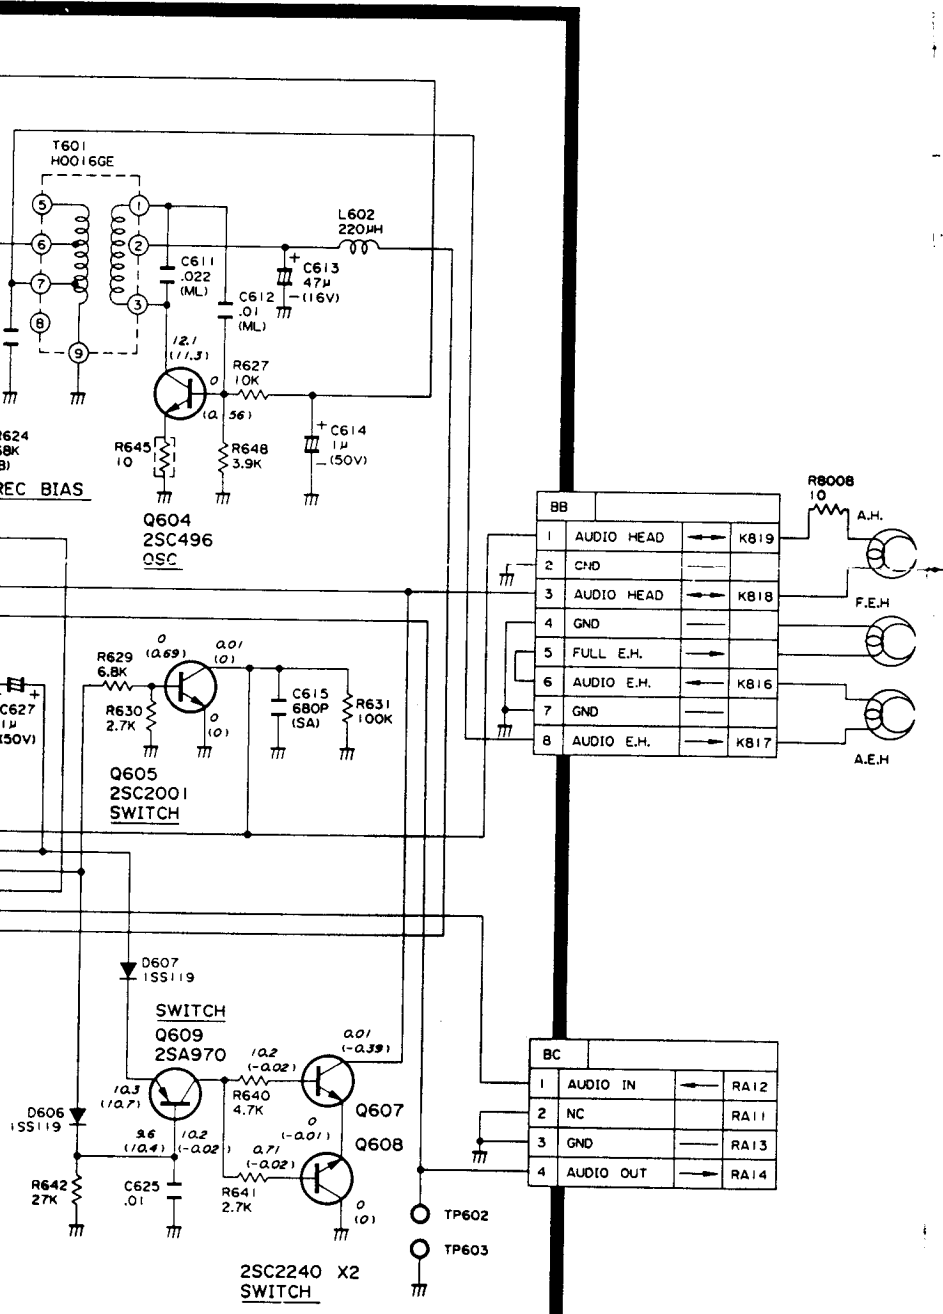 T601
H0016GE
5
6
7
8
9
1
2
3
C611
.022
(ML)
C612
.01
(ML)
+
C613
47μ
-(16V)
L602
220μH
12.1
(11.3)
0
R627
10K
R645
10
R648
3.9K
+
C614
1μ
-(50V)
R624
REC BIAS
Q604
2SC496
OSC
R8008
10
A.H.
F.E.H
A.E.H
BB
1 AUDIO HEAD K819
2 GND
3 AUDIO HEAD K818
4 GND
5 FULL E.H.
6 AUDIO E.H. K816
7 GND
8 AUDIO E.H. K817
0
(0.69)
0.01
(0)
R629
6.8K
R630
2.7K
0
(0)
C615
680P
(SA)
R631
100K
+
C627
1μ
(50V)
Q605
2SC2001
SWITCH
D607
1SS119
SWITCH
Q609
2SA970
10.3
(10.7)
10.2
(-0.02)
R640
4.7K
0.01
(-0.39)
Q607
0
(-0.01)
Q608
D606
1SS119
9.6
(10.4)
10.2
(-0.02)
0.71
(-0.02)
R642
27K
C625
.01
R641
2.7K
0
(0)
TP602
TP603
2SC2240 X2
SWITCH
BC
1 AUDIO IN RA12
2 NC RA11
3 GND RA13
4 AUDIO OUT RA14